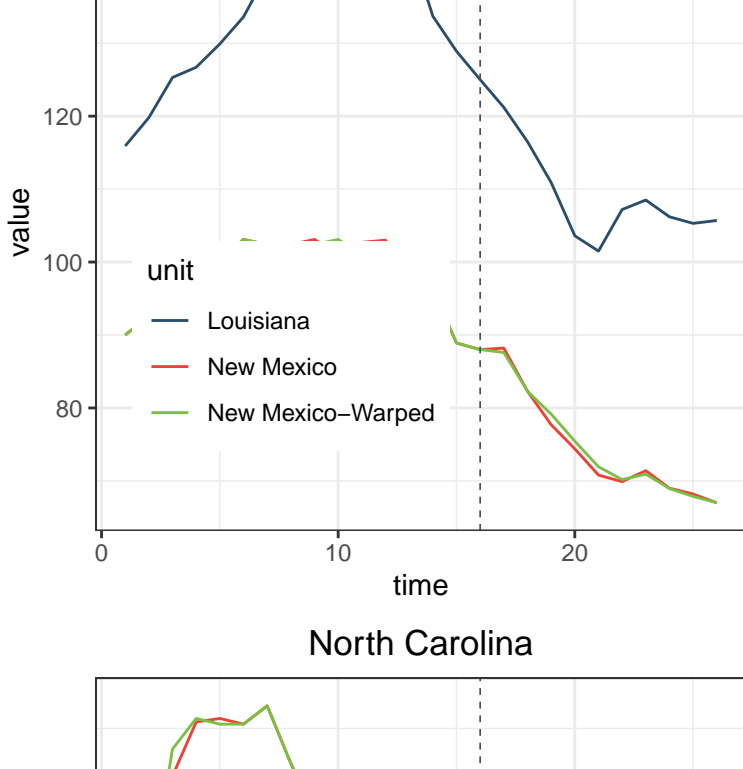 120
value
100
unit
Louisiana
New Mexico
New Mexico−Warped
80
0 10 20
time
North Carolina